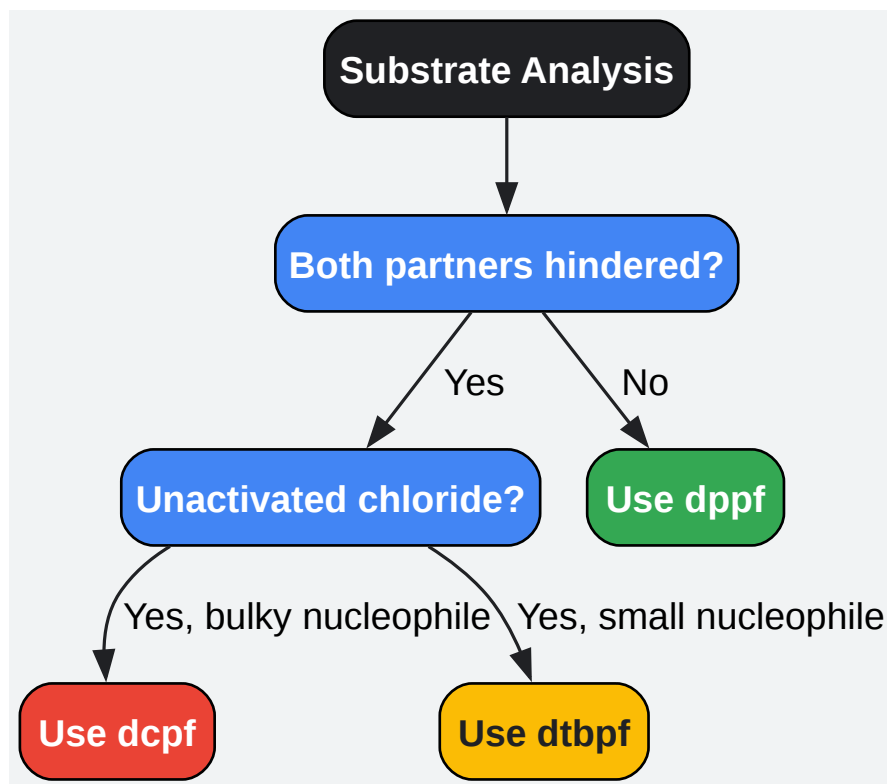 Substrate Analysis
Both partners hindered?
Yes
No
Unactivated chloride?
Use dppf
Yes, bulky nucleophile
Yes, small nucleophile
Use dcpf
Use dtbpf